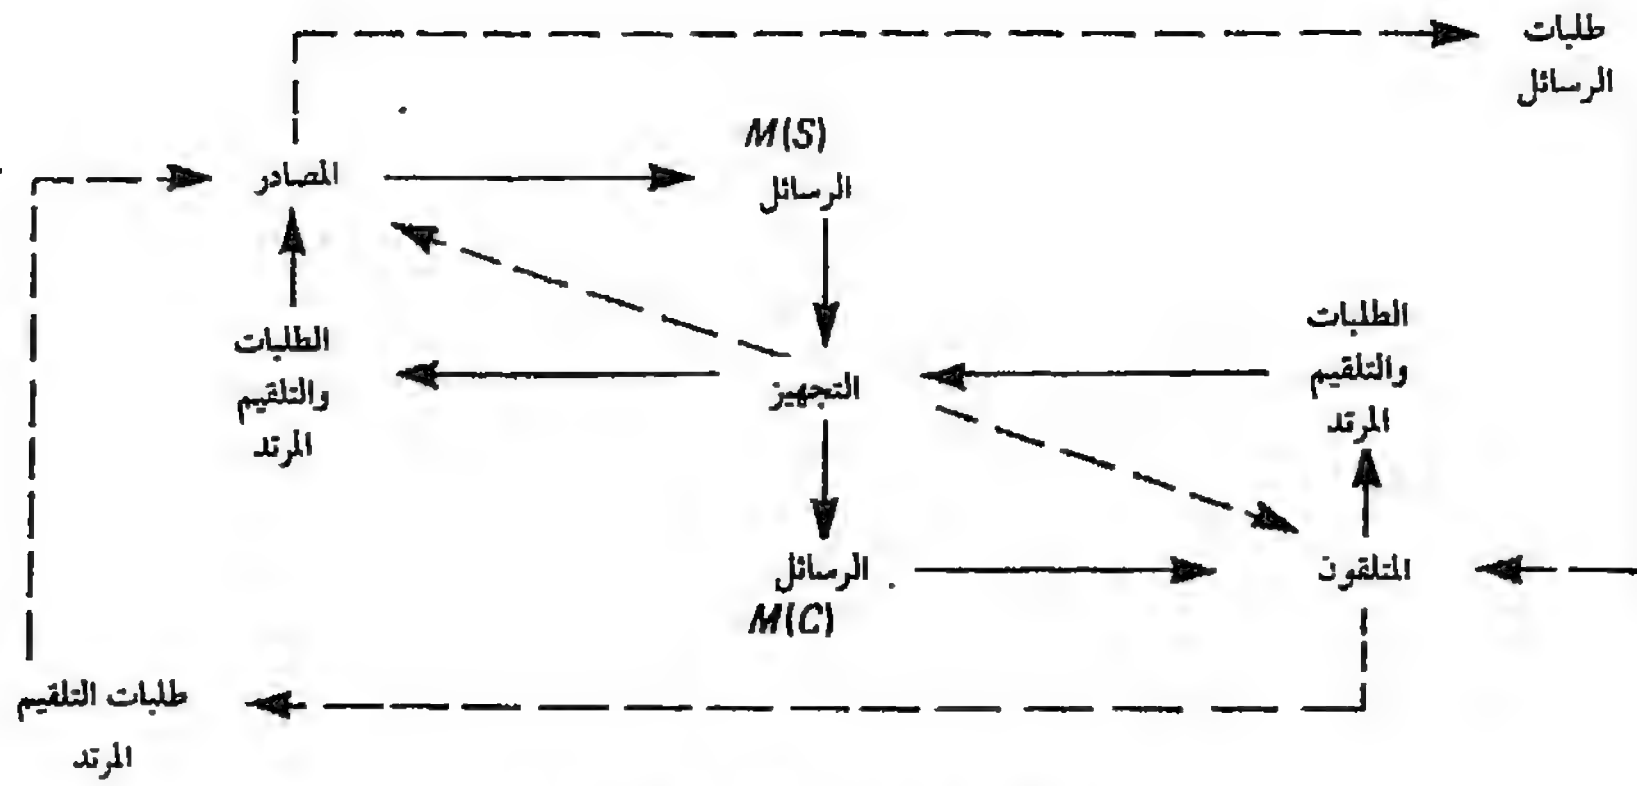 طلبات
الرسائل
M(S)
المصادر
الرسائل
الطلبات
والتلقيم
المرتد
الطلبات
والتلقيم
المرتد
التجهيز
المتلقون
الرسائل
M(C)
طلبات التلقيم
المرتد